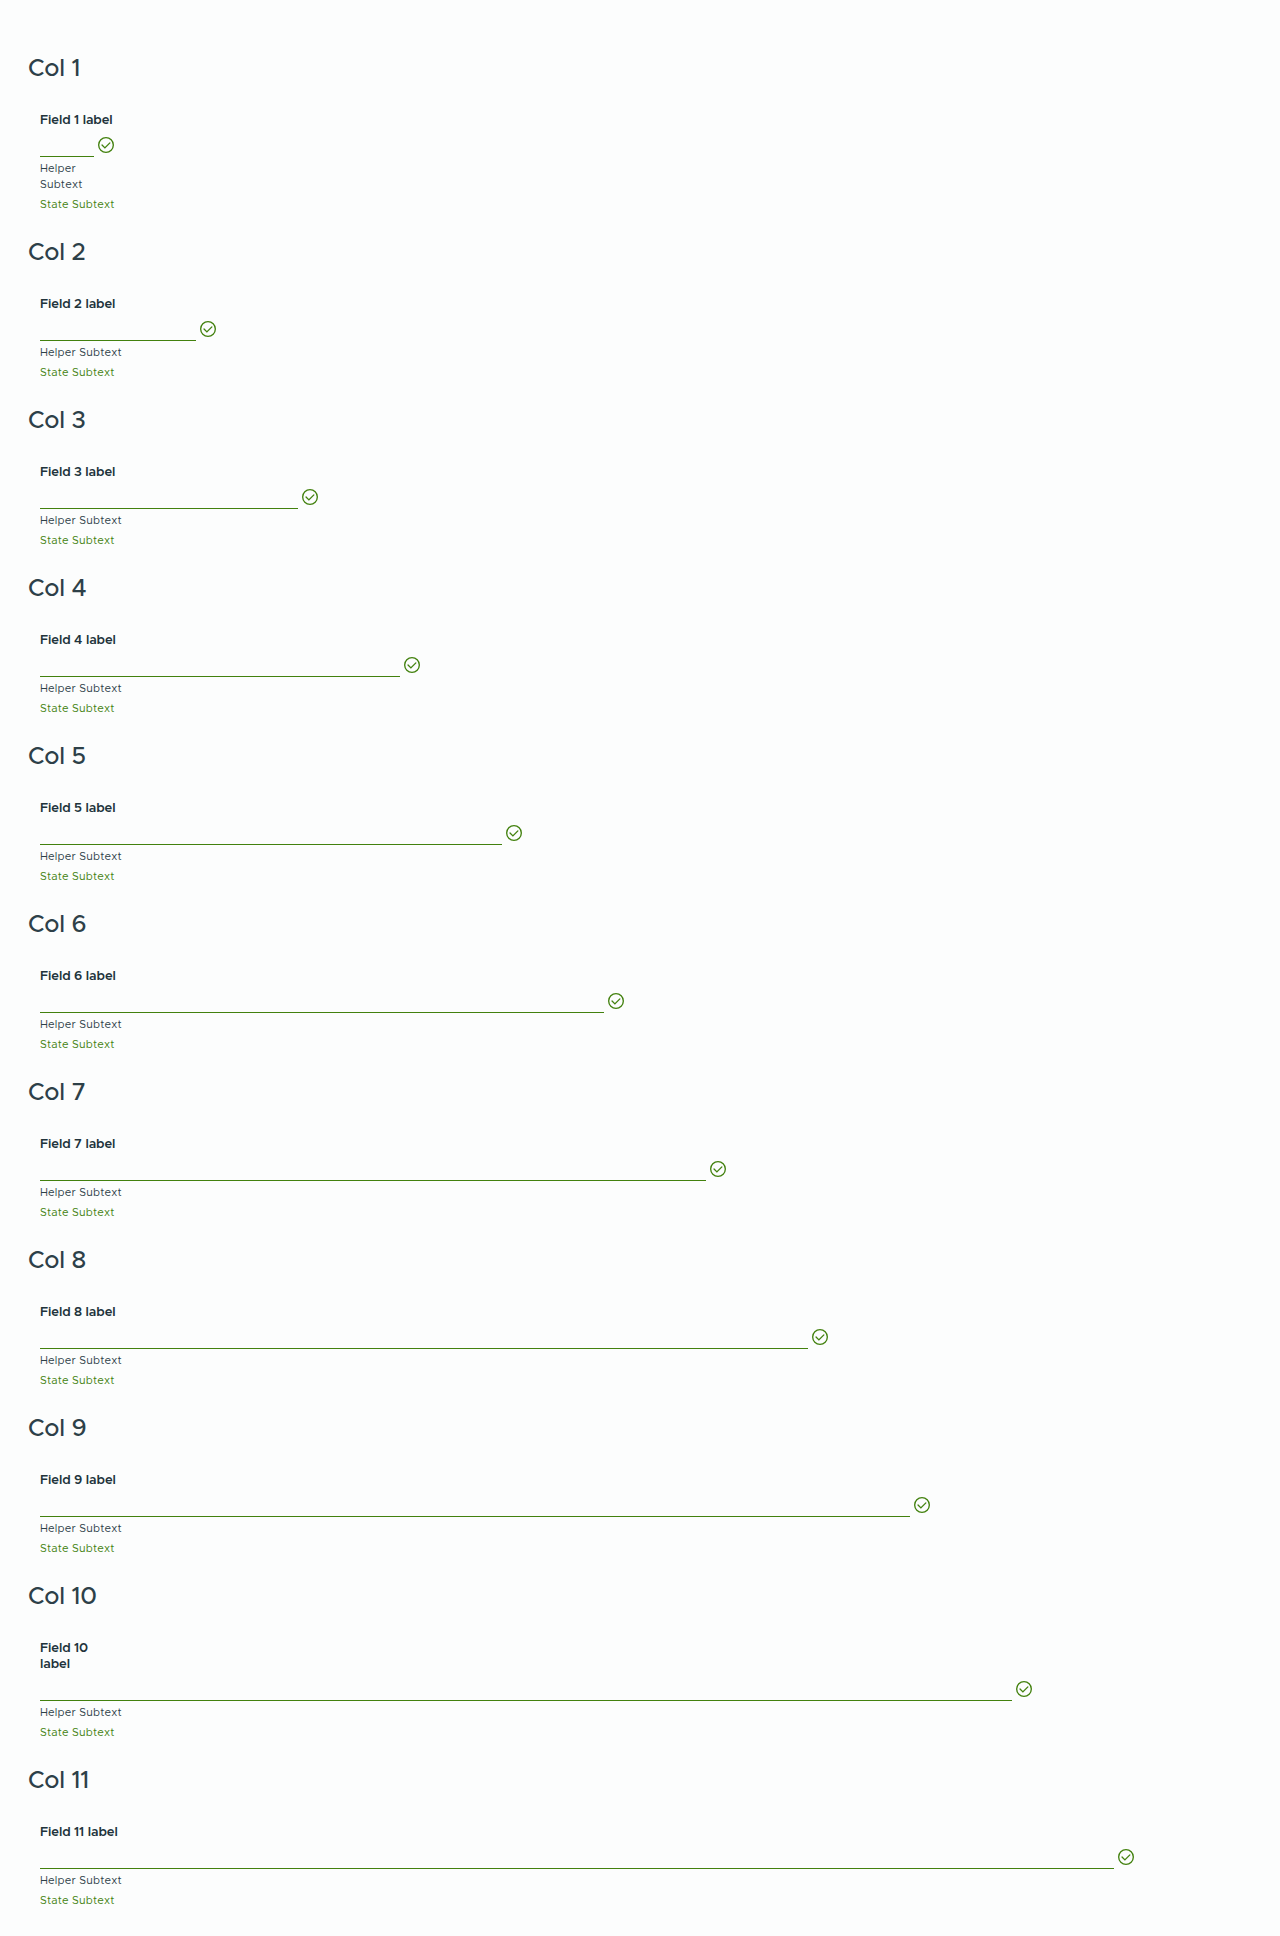 Col 1
Field 1 label
Helper
Subtext
State Subtext
Col 2
Field 2 label
Helper Subtext
State Subtext
Col 3
Field 3 label
Helper Subtext
State Subtext
Col 4
Field 4 label
Helper Subtext
State Subtext
Col 5
Field 5 label
Helper Subtext
State Subtext
Col 6
Field 6 label
Helper Subtext
State Subtext
Col 7
Field 7 label
Helper Subtext
State Subtext
Col 8
Field 8 label
Helper Subtext
State Subtext
Col 9
Field 9 label
Helper Subtext
State Subtext
Col 10
Field 10
label
Helper Subtext
State Subtext
Col 11
Field 11 label
Helper Subtext
State Subtext